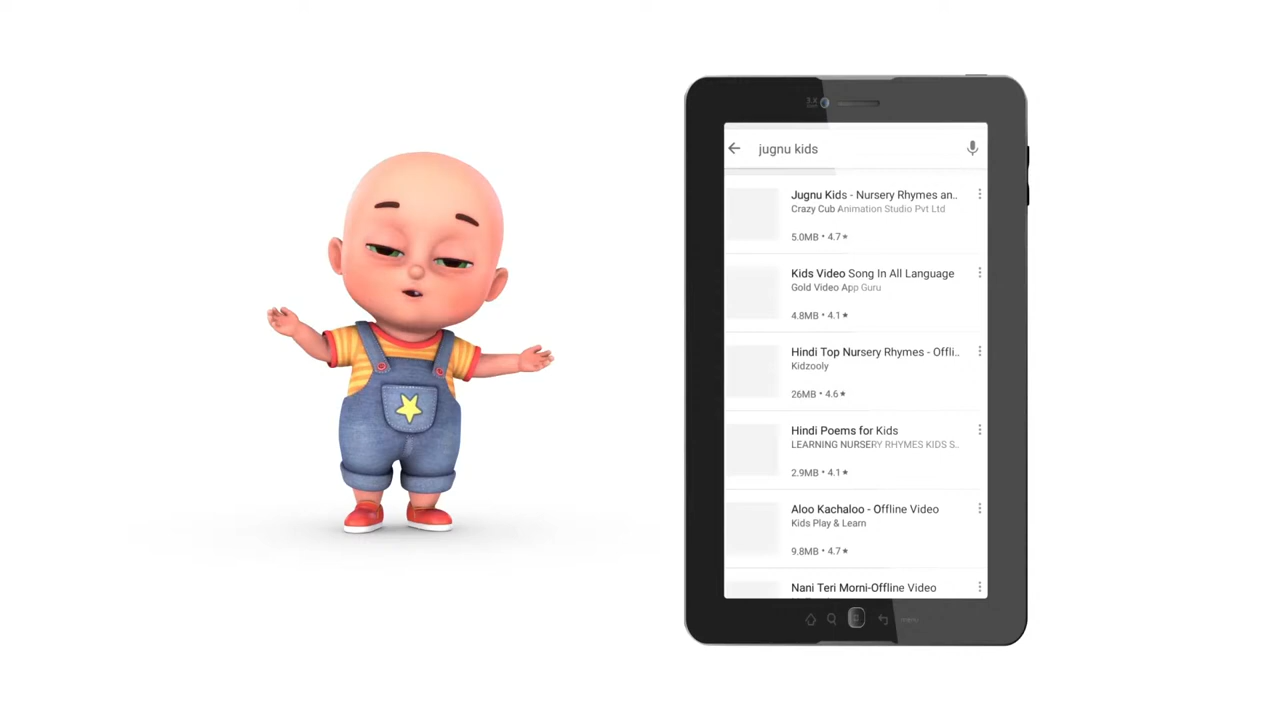 jugnu kids
Jugnu Kids - Nursery Rhymes an..
Crazy Cub Animation Studio Pvt Ltd
5.0MB • 4.7★
Kids Video Song In All Language
Gold Video App Guru
4.8MB • 4.1★
Hindi Top Nursery Rhymes - Offli..
Kidzooly
26MB • 4.6★
Hindi Poems for Kids
LEARNING NURSERY RHYMES KIDS S..
2.9MB • 4.1★
Aloo Kachaloo - Offline Video
Kids Play & Learn
9.8MB • 4.7★
Nani Teri Morni-Offline Video